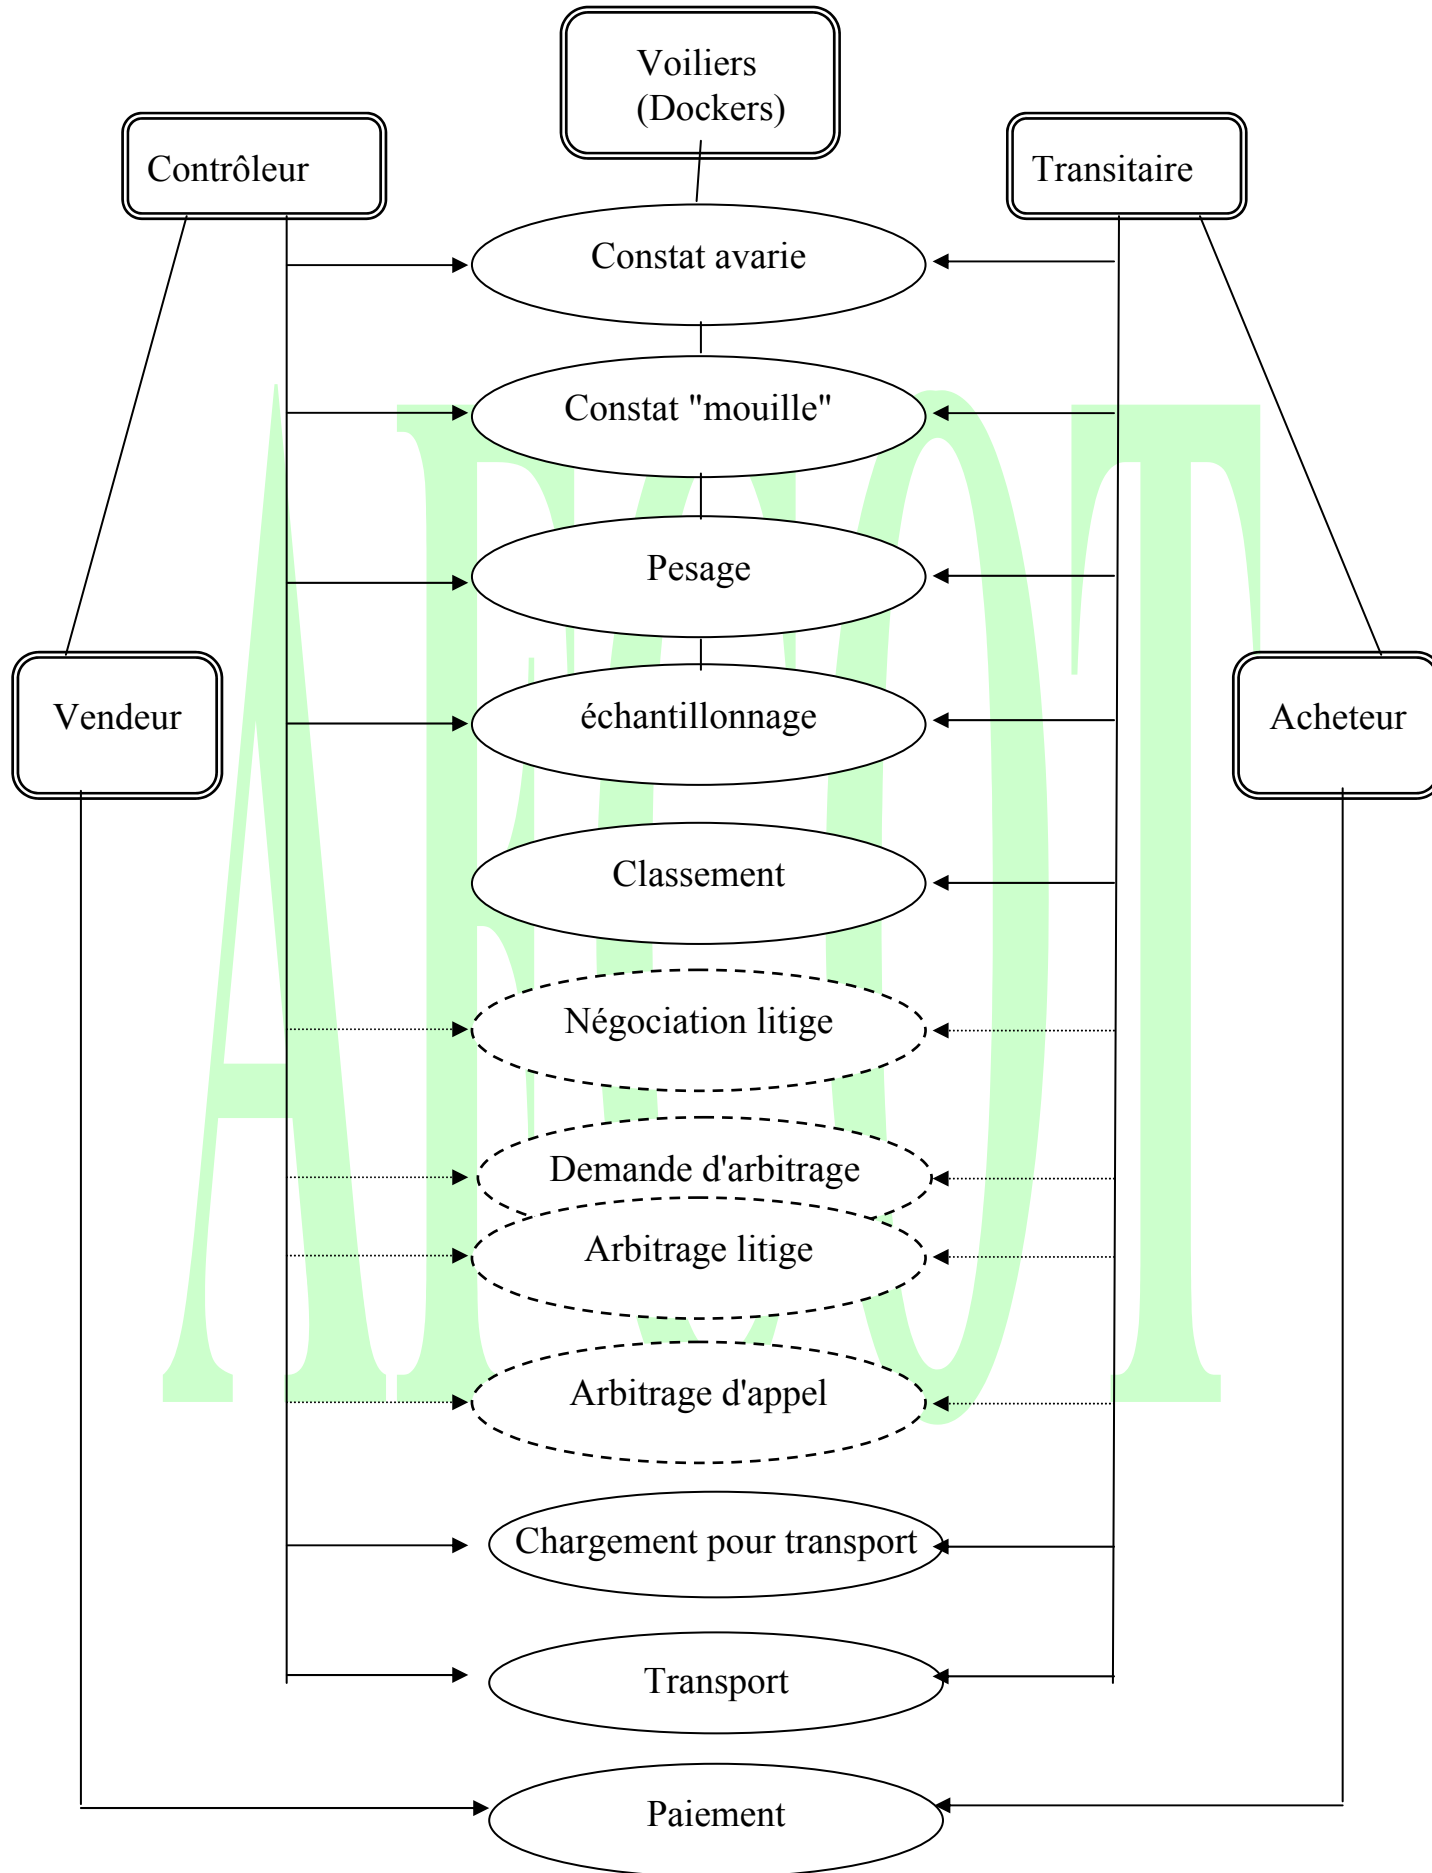 Voiliers
(Dockers)
Contrôleur
Transitaire
Constat avarie
Constat "mouille"
Pesage
Vendeur
échantillonnage
Acheteur
Classement
Négociation litige
Demande d'arbitrage
Arbitrage litige
Arbitrage d'appel
Chargement pour transport
Transport
Paiement
AFCOT